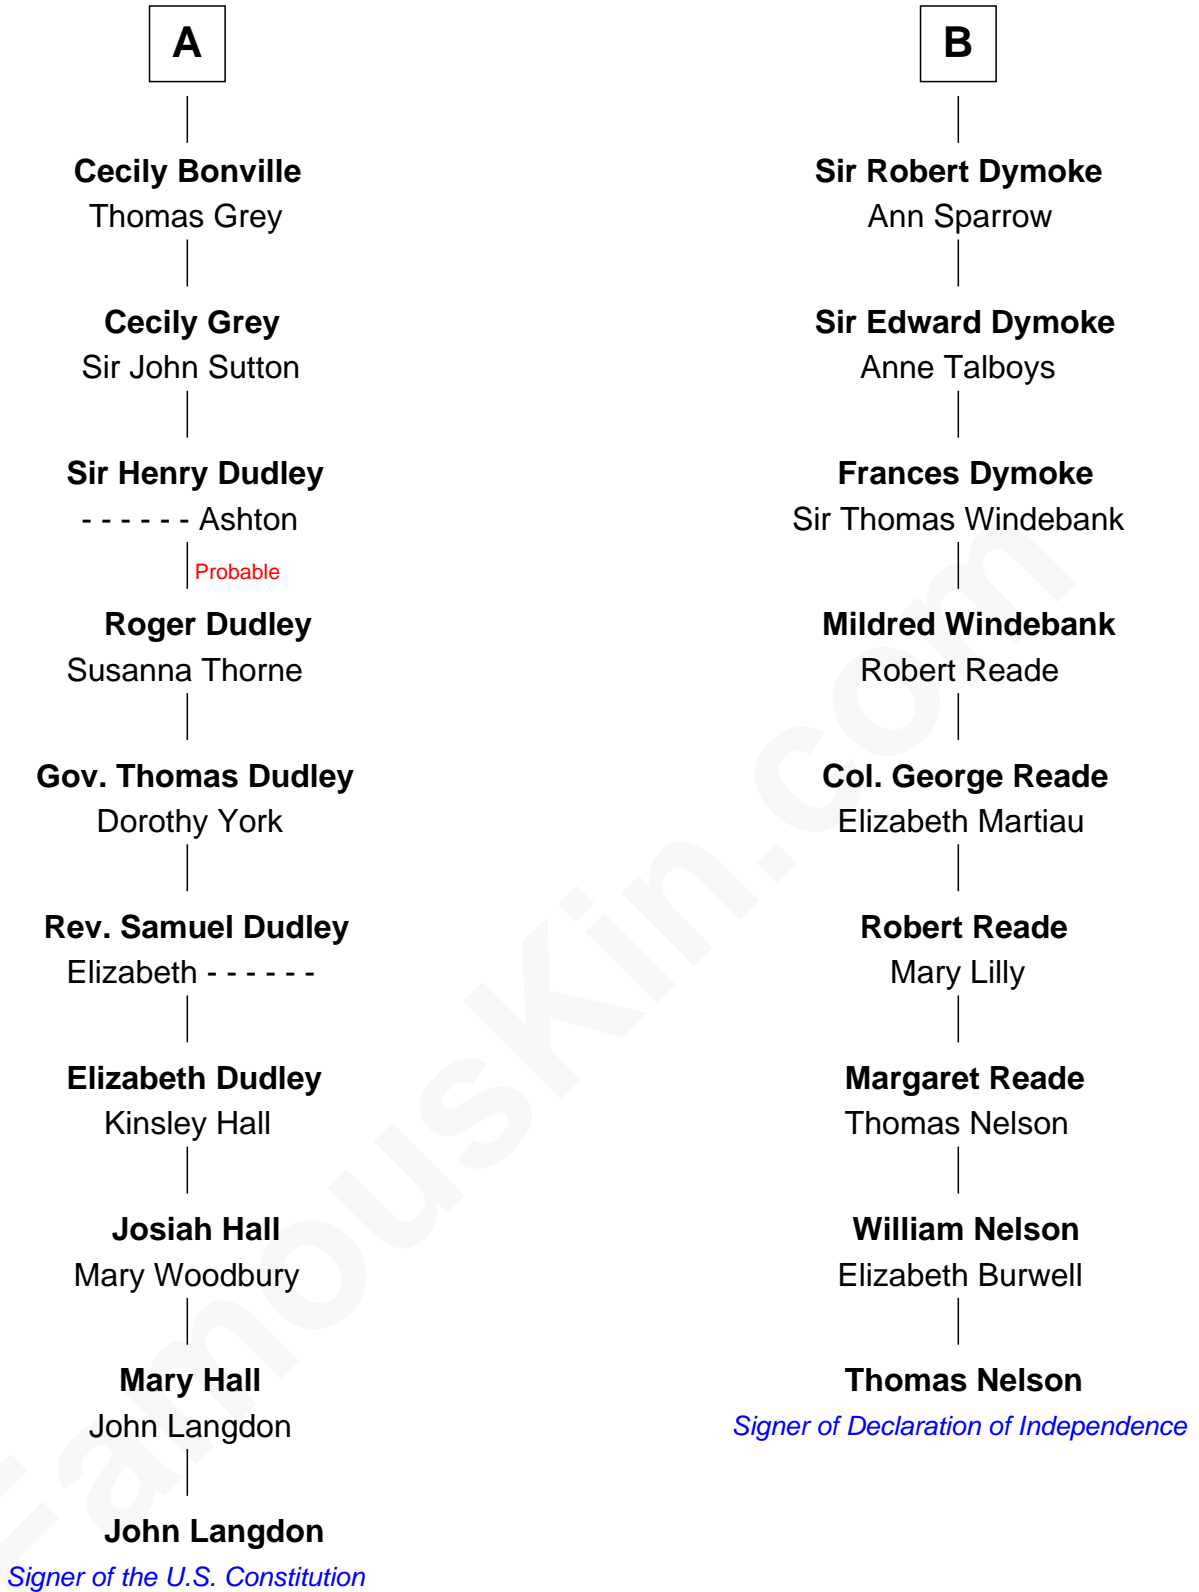 A
Cecily Bonville
Thomas Grey
Cecily Grey
Sir John Sutton
Sir Henry Dudley
- - - - - - Ashton
Probable
Roger Dudley
Susanna Thorne
Gov. Thomas Dudley
Dorothy York
Rev. Samuel Dudley
Elizabeth - - - - - -
Elizabeth Dudley
Kinsley Hall
Josiah Hall
Mary Woodbury
Mary Hall
John Langdon
John Langdon
Signer of the U.S. Constitution
B
Sir Robert Dymoke
Ann Sparrow
Sir Edward Dymoke
Anne Talboys
Frances Dymoke
Sir Thomas Windebank
Mildred Windebank
Robert Reade
Col. George Reade
Elizabeth Martiau
Robert Reade
Mary Lilly
Margaret Reade
Thomas Nelson
William Nelson
Elizabeth Burwell
Thomas Nelson
Signer of Declaration of Independence
FamousKin.com